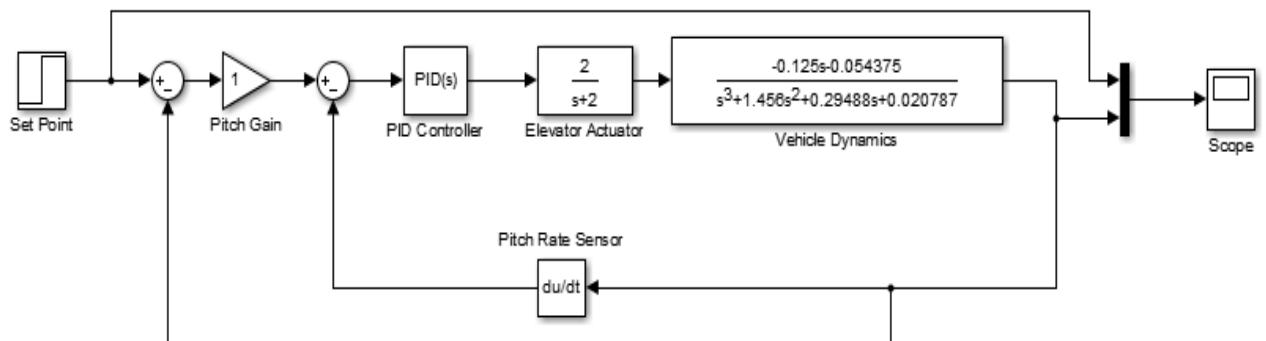 Set Point
+
−
1
Pitch Gain
+
−
PID(s)
PID Controller
2
s+2
Elevator Actuator
-0.125s-0.054375
s³+1.456s²+0.29488s+0.020787
Vehicle Dynamics
Scope
Pitch Rate Sensor
du/dt